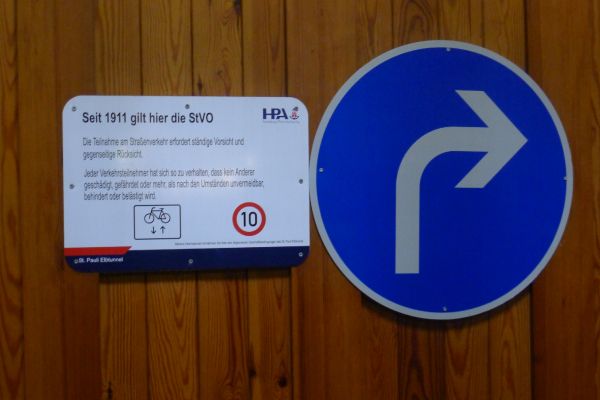 Seit 1911 gilt hier die StVO
HPA
Die Teilnahme am Straßenverkehr erfordert ständige Vorsicht und
gegenseitige Rücksicht.
Jeder Verkehrsteilnehmer hat sich so zu verhalten, dass kein Anderer
geschädigt, gefährdet oder mehr, als nach den Umständen unvermeidbar,
behindert oder belästigt wird.
10
St. Pauli Elbtunnel